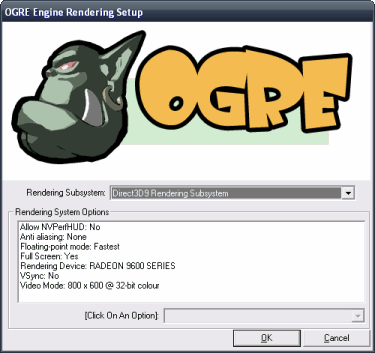 OGRE Engine Rendering Setup
OGRE
Rendering Subsystem: Direct3D9 Rendering Subsystem
Rendering System Options
Allow NVPerfHUD: No
Anti aliasing: None
Floating-point mode: Fastest
Full Screen: Yes
Rendering Device: RADEON 9600 SERIES
VSync: No
Video Mode: 800 x 600 @ 32-bit colour
[Click On An Option]:
OK Cancel